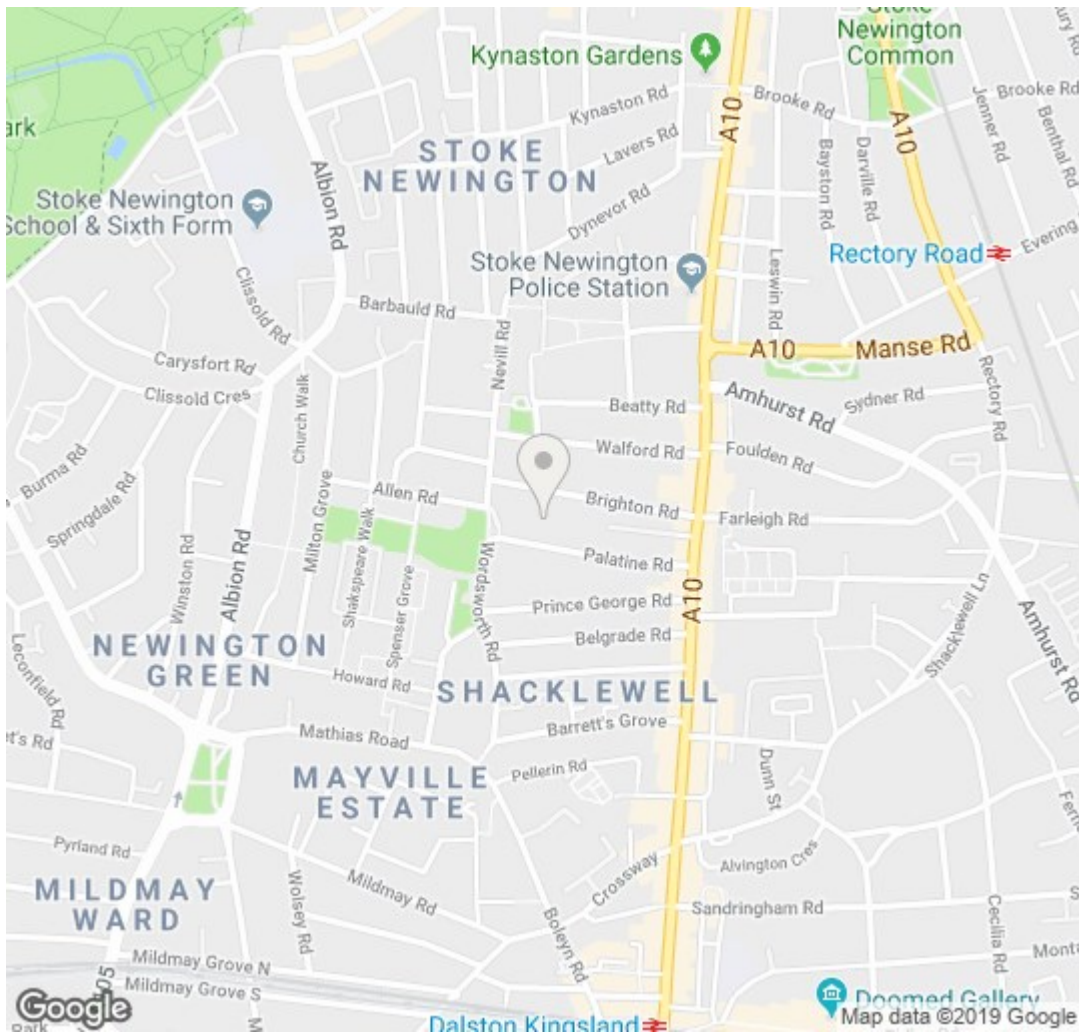 Stoke
Newington
Common
Kynaston Gardens
Kynaston Rd
Brooke Rd
Brooke Rd
Jenner Rd
Benthal Rd
A10
A10
ark
STOKE
NEWINGTON
Lavers Rd
Bayston Rd
Darville Rd
Albion Rd
Stoke Newington
School & Sixth Form
Dynevor Rd
Rectory Road
Evering
Stoke Newington
Police Station
Leswin Rd
Clissold Rd
Barbauld Rd
Nevill Rd
A10
Manse Rd
Carysfort Rd
Clissold Cres
Church Walk
Rectory Rd
Amhurst Rd
Sydner Rd
Beatty Rd
Walford Rd
Foulden Rd
Burma Rd
Springdale Rd
Milton Grove
Allen Rd
Brighton Rd
Farleigh Rd
Winston Rd
Albion Rd
Shakspeare Walk
Spenser Grove
Wordsworth Rd
Palatine Rd
Prince George Rd
A10
Belgrade Rd
Shacklewell Ln
Amhurst Rd
NEWINGTON
GREEN
Leconfield Rd
Howard Rd
SHACKLEWELL
Barrett's Grove
et's Rd
Mathias Road
Pellerin Rd
Dunn St
MAYVILLE
ESTATE
Pyrland Rd
Crossway
Alvington Cres
MILDMAY
WARD
Wolsey Rd
Mildmay Rd
Boleyn Rd
Sandringham Rd
Cecilia Rd
Mildmay Grove N
Mildmay Grove S
Google
Park
Dalston Kingsland
Doomed Gallery
Map data ©2019 Google